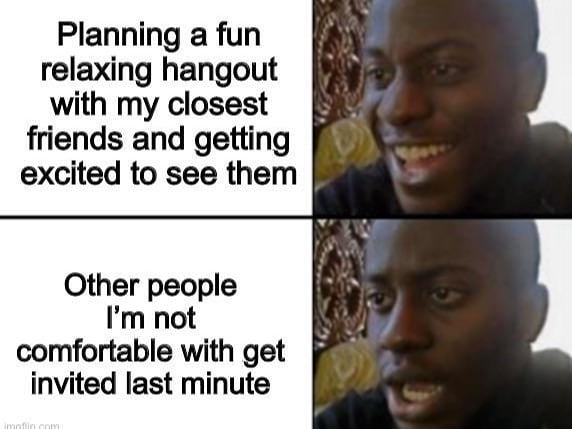 Planning a fun
relaxing hangout
with my closest
friends and getting
excited to see them
Other people
I'm not
comfortable with get
invited last minute
imgflip.com